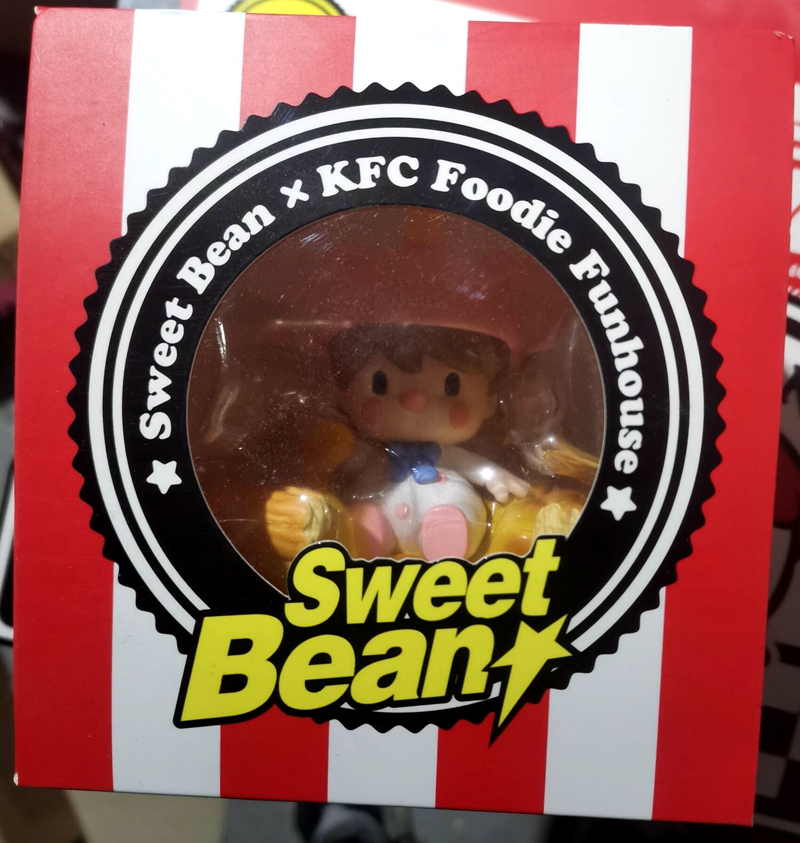 ★ Sweet Bean × KFC Foodie Funhouse ★
Sweet
Bean